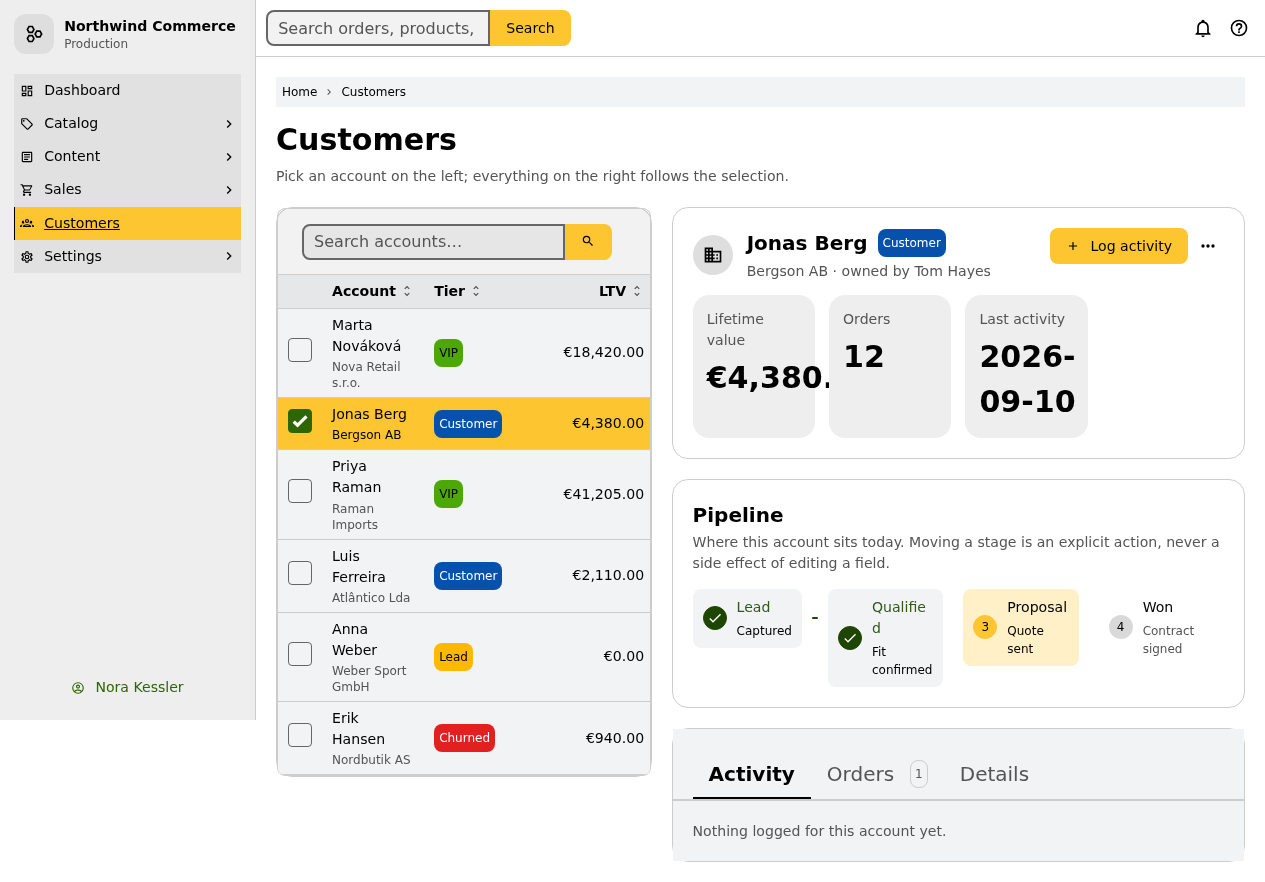 Northwind Commerce
Production
Search orders, products,
Search
Dashboard
Catalog
Content
Sales
Customers
Settings
Nora Kessler
Home › Customers
Customers
Pick an account on the left; everything on the right follows the selection.
Search accounts...
Account Tier LTV
Marta
Nováková
Nova Retail
s.r.o.
VIP
€18,420.00
Jonas Berg
Bergson AB
Customer
€4,380.00
Priya
Raman
Raman
Imports
VIP
€41,205.00
Luis
Ferreira
Atlântico Lda
Customer
€2,110.00
Anna
Weber
Weber Sport
GmbH
Lead
€0.00
Erik
Hansen
Nordbutik AS
Churned
€940.00
Jonas Berg Customer
Bergson AB · owned by Tom Hayes
+ Log activity
Lifetime
value
€4,380.
Orders
12
Last activity
2026-
09-10
Pipeline
Where this account sits today. Moving a stage is an explicit action, never a
side effect of editing a field.
Lead
Captured
Qualifie
d
Fit
confirmed
3
Proposal
Quote
sent
4
Won
Contract
signed
Activity Orders 1 Details
Nothing logged for this account yet.